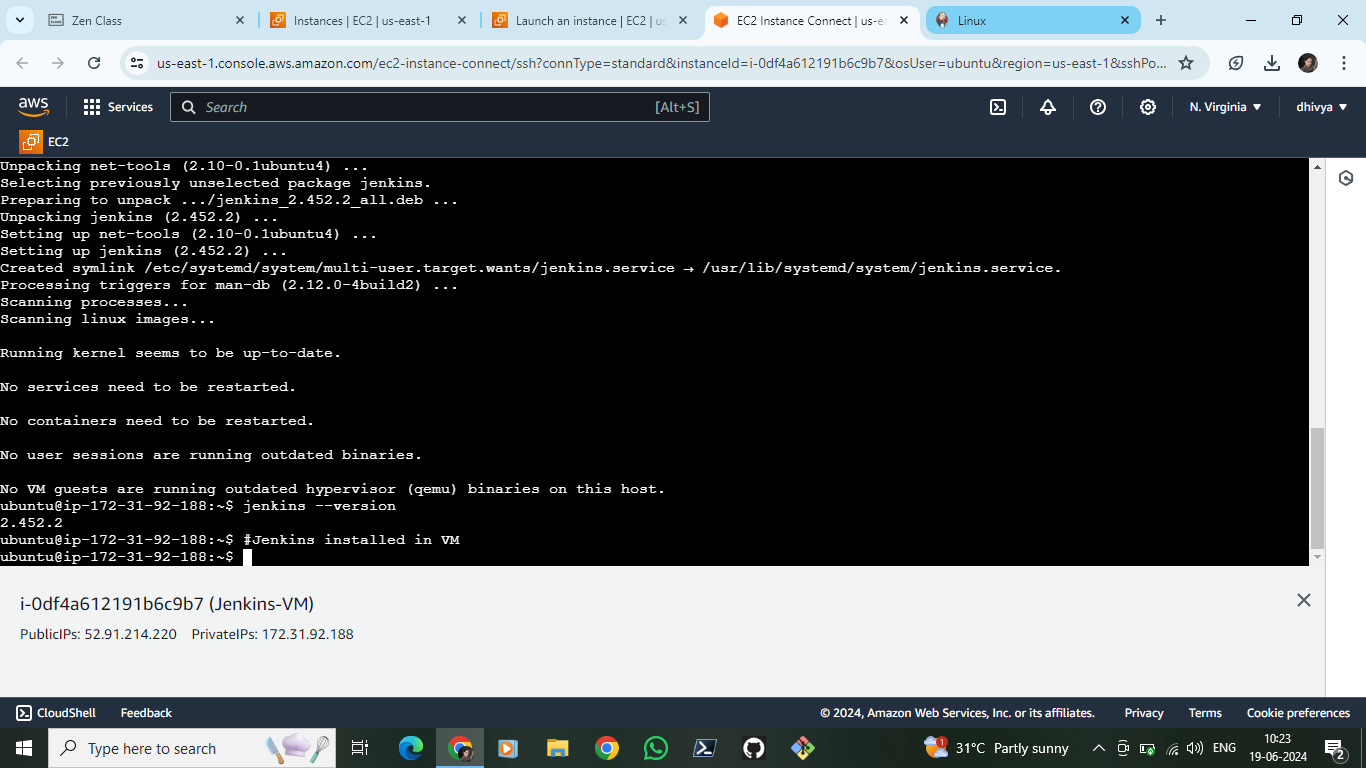 Zen Class
Instances | EC2 | us-east-1
Launch an instance | EC2 | us
EC2 Instance Connect | us-ea
Linux
us-east-1.console.aws.amazon.com/ec2-instance-connect/ssh?connType=standard&instanceId=i-0df4a612191b6c9b7&osUser=ubuntu&region=us-east-1&sshPo...
aws
Services
Search
[Alt+S]
N. Virginia
dhivya
EC2
Unpacking net-tools (2.10-0.1ubuntu4) ...
Selecting previously unselected package jenkins.
Preparing to unpack .../jenkins_2.452.2_all.deb ...
Unpacking jenkins (2.452.2) ...
Setting up net-tools (2.10-0.1ubuntu4) ...
Setting up jenkins (2.452.2) ...
Created symlink /etc/systemd/system/multi-user.target.wants/jenkins.service → /usr/lib/systemd/system/jenkins.service.
Processing triggers for man-db (2.12.0-4build2) ...
Scanning processes...
Scanning linux images...
Running kernel seems to be up-to-date.
No services need to be restarted.
No containers need to be restarted.
No user sessions are running outdated binaries.
No VM guests are running outdated hypervisor (qemu) binaries on this host.
ubuntu@ip-172-31-92-188:~$ jenkins --version
2.452.2
ubuntu@ip-172-31-92-188:~$ #Jenkins installed in VM
ubuntu@ip-172-31-92-188:~$
i-0df4a612191b6c9b7 (Jenkins-VM)
PublicIPs: 52.91.214.220 PrivateIPs: 172.31.92.188
CloudShell
Feedback
© 2024, Amazon Web Services, Inc. or its affiliates.
Privacy
Terms
Cookie preferences
Type here to search
1
31°C Partly sunny
ENG
10:23
19-06-2024
2